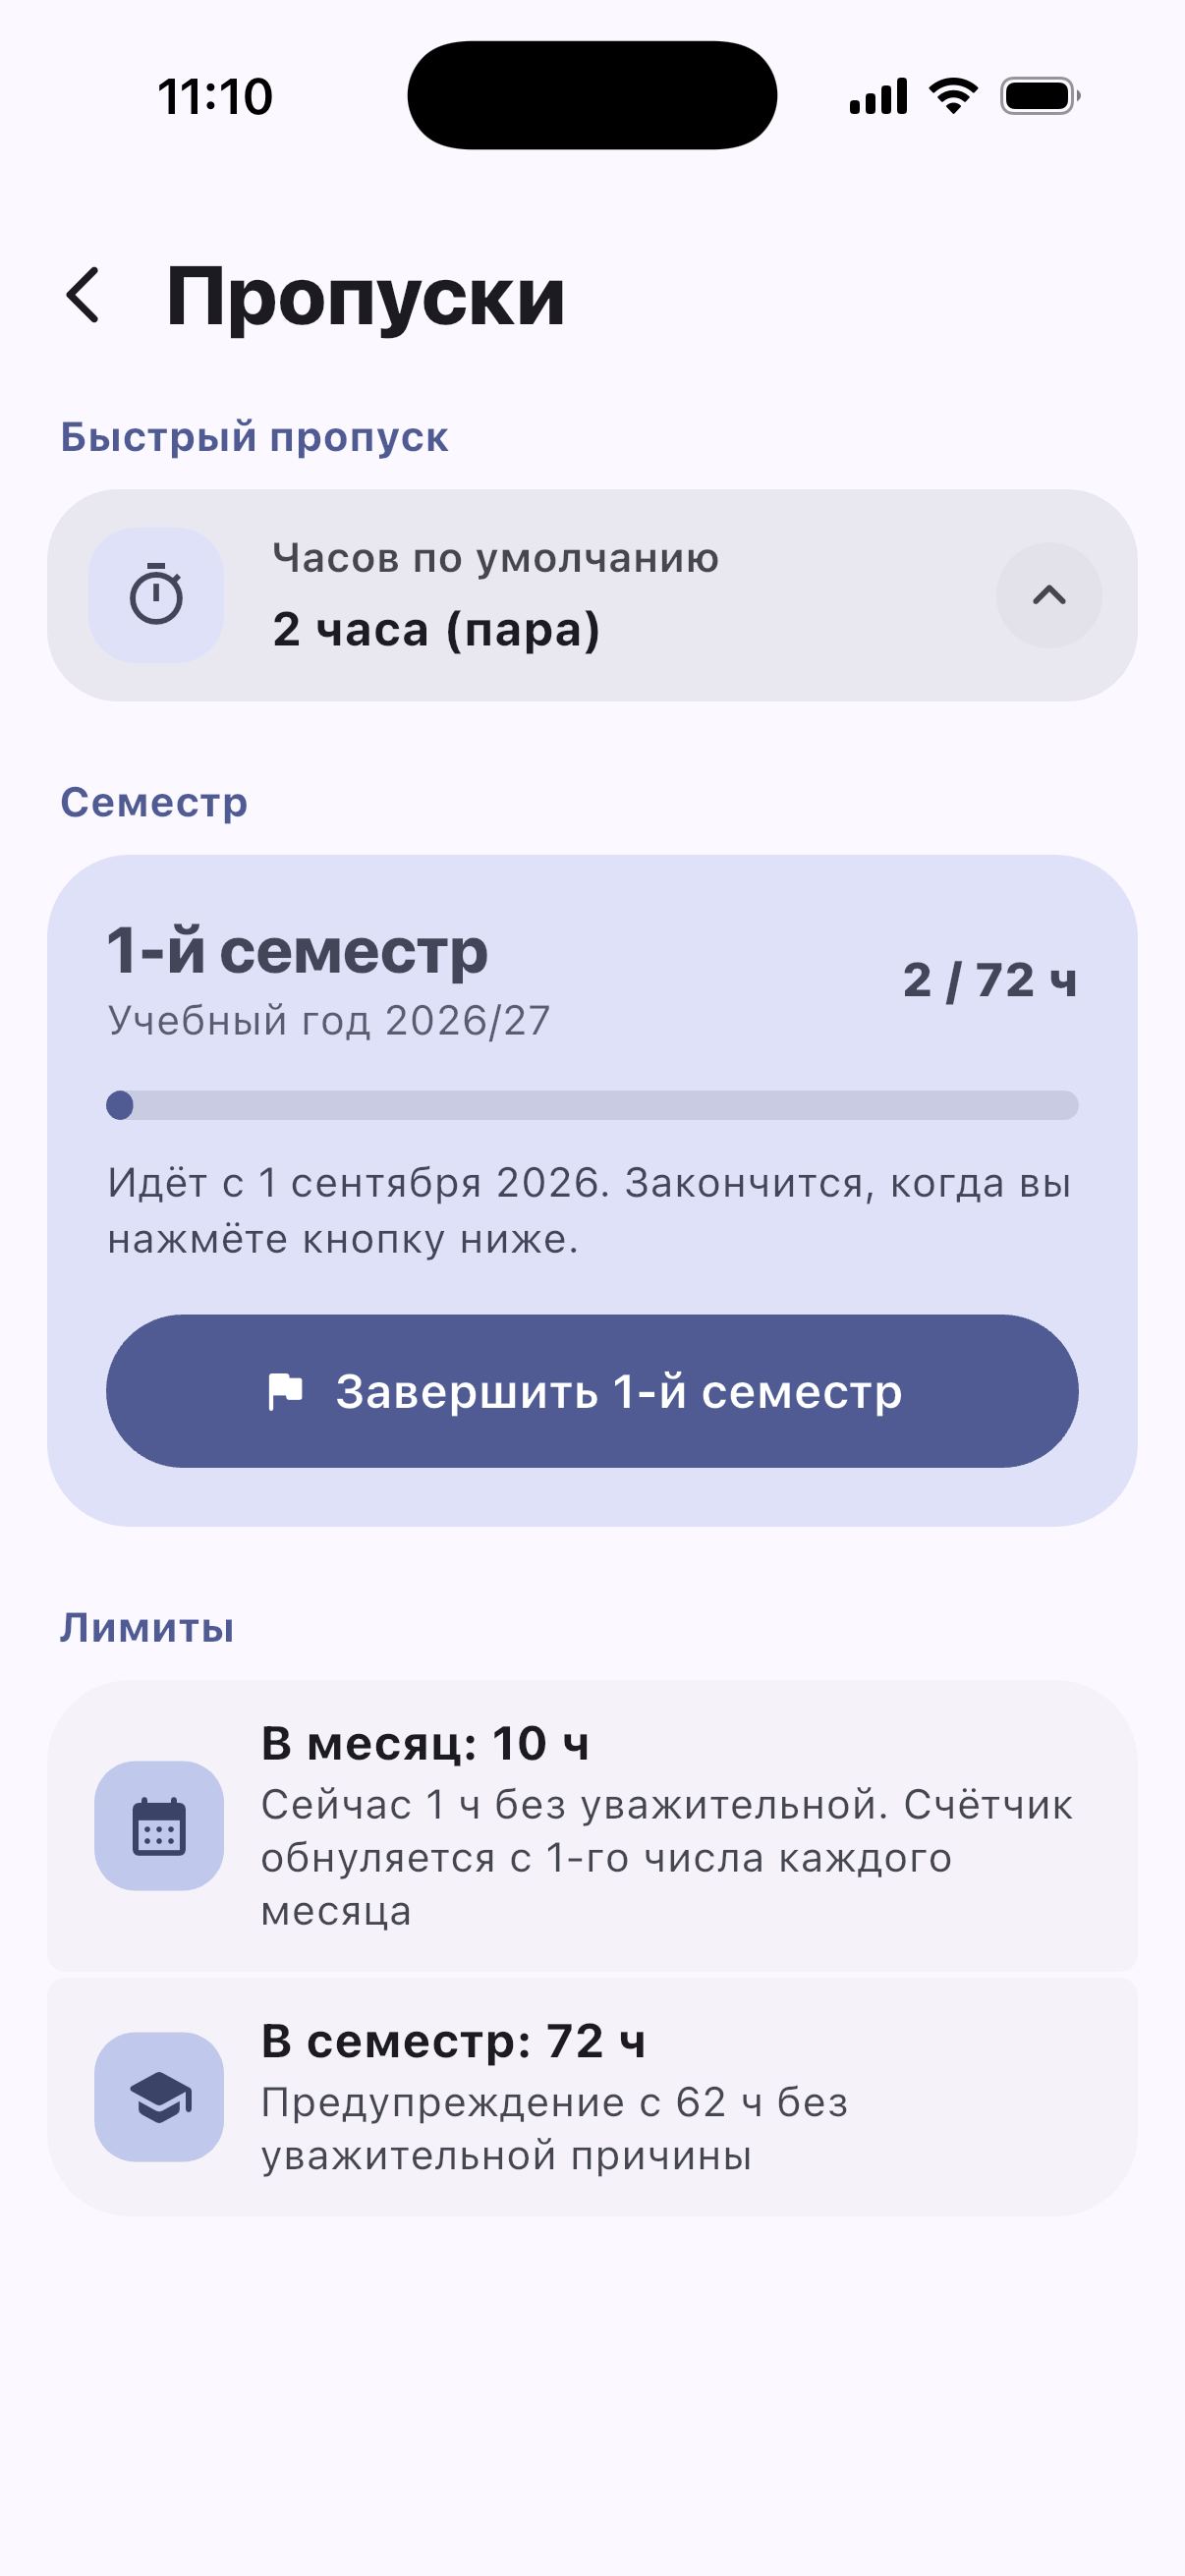 11:10
Пропуски
Быстрый пропуск
Часов по умолчанию
2 часа (пара)
Семестр
1-й семестр
2 / 72 ч
Учебный год 2026/27
Идёт с 1 сентября 2026. Закончится, когда вы
нажмёте кнопку ниже.
Завершить 1-й семестр
Лимиты
В месяц: 10 ч
Сейчас 1 ч без уважительной. Счётчик
обнуляется с 1-го числа каждого
месяца
В семестр: 72 ч
Предупреждение с 62 ч без
уважительной причины